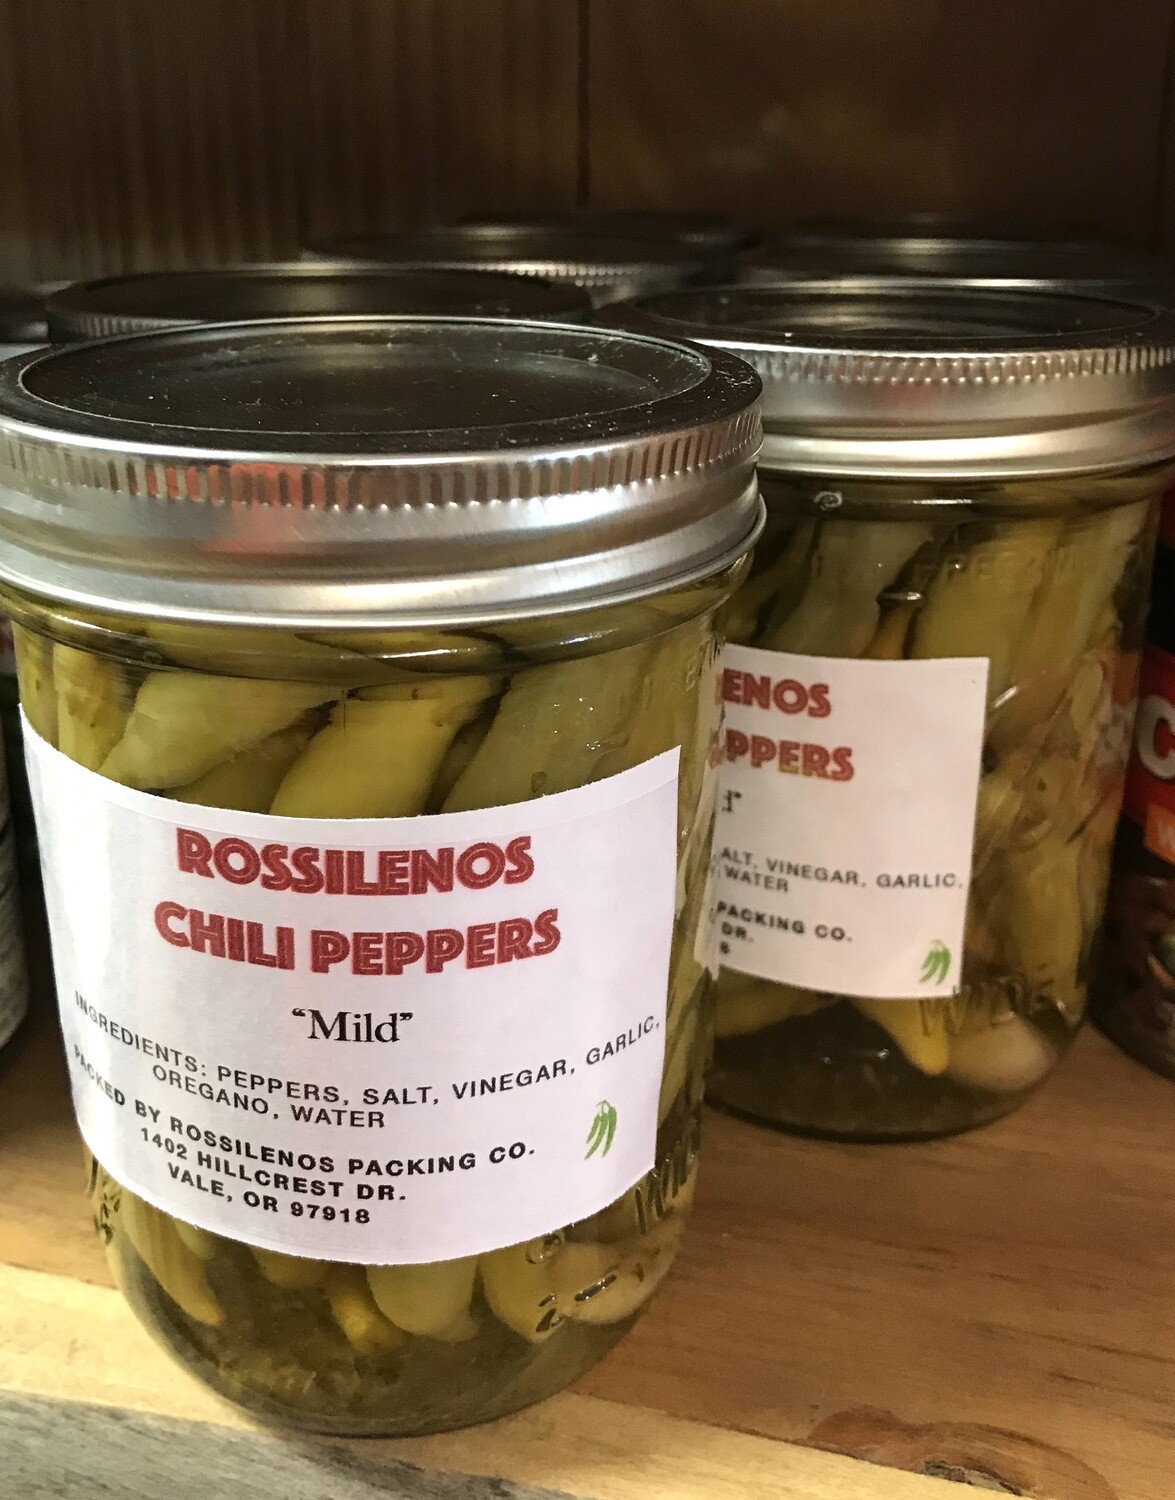 ROSSILENOS
CHILI PEPPERS
“Mild”
INGREDIENTS: PEPPERS, SALT, VINEGAR, GARLIC,
OREGANO, WATER
PACKED BY ROSSILENOS PACKING CO.
1402 HILLCREST DR.
VALE, OR 97918
ENOS
PPERS
ALT, VINEGAR, GARLIC,
WATER
PACKING CO.
DR.
8